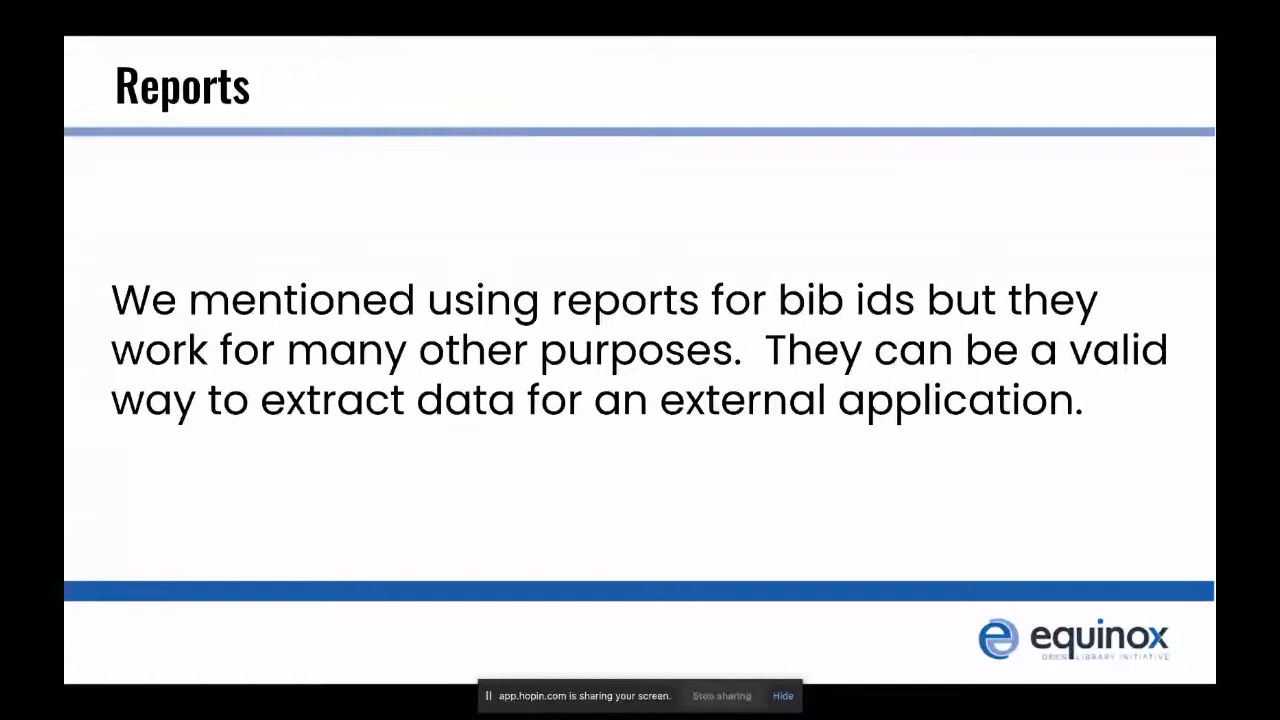 Reports
We mentioned using reports for bib ids but they
work for many other purposes.  They can be a valid
way to extract data for an external application.
equinox
OPEN LIBRARY INITIATIVE
app.hopin.com is sharing your screen. Stop sharing Hide